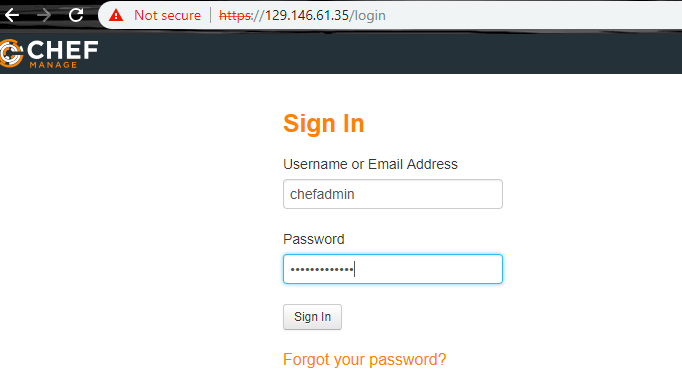 Not secure | https://129.146.61.35/login
CHEF
MANAGE
Sign In
Username or Email Address
chefadmin
Password
•••••••••••••
Sign In
Forgot your password?